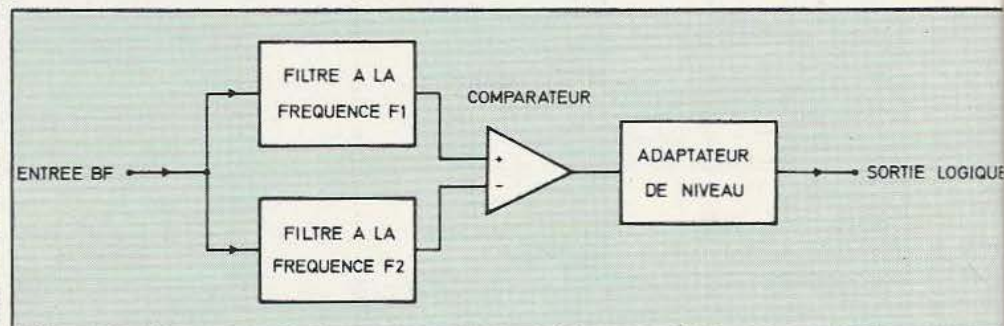 FILTRE A LA
FREQUENCE F1
COMPARATEUR
ENTREE BF
+
−
ADAPTATEUR
DE NIVEAU
SORTIE LOGIQUE
FILTRE A LA
FREQUENCE F2